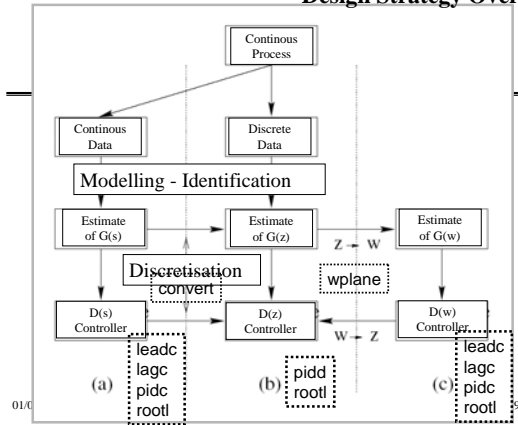 Design Strategy Over
Continous
Process
Continous
Data
Discrete
Data
Modelling - Identification
Estimate
of G(s)
Estimate
of G(z)
Z → W
Estimate
of G(w)
Discretisation
convert
wplane
D(s)
Controller
D(z)
Controller
W → Z
D(w)
Controller
(a)
leadc
lagc
pidc
rootl
(b)
pidd
rootl
(c)
leadc
lagc
pidc
rootl
01/0
9